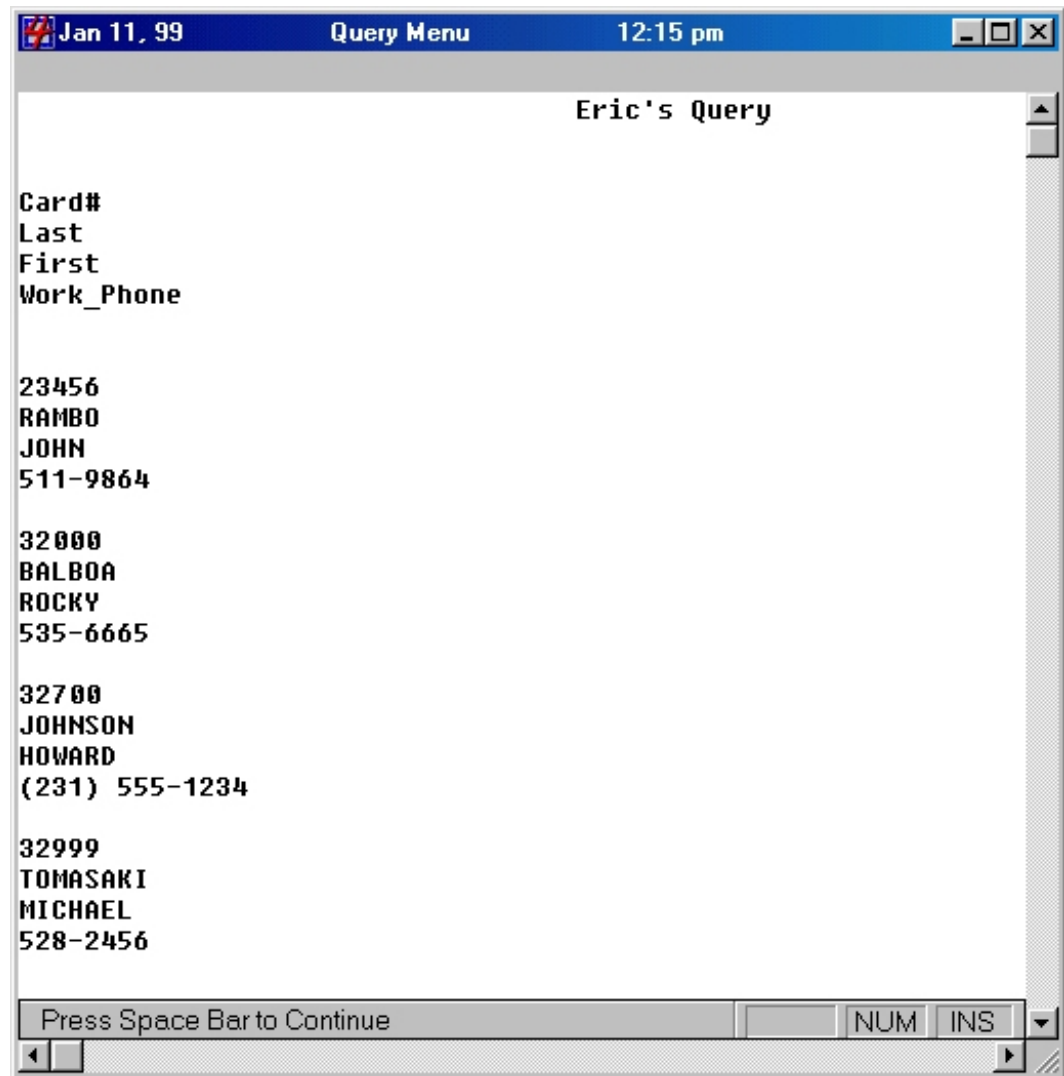 Jan 11, 99 Query Menu 12:15 pm
Eric's Query
Card#
Last
First
Work_Phone
23456
RAMBO
JOHN
511-9864
32000
BALBOA
ROCKY
535-6665
32700
JOHNSON
HOWARD
(231) 555-1234
32999
TOMASAKI
MICHAEL
528-2456
Press Space Bar to Continue NUM INS